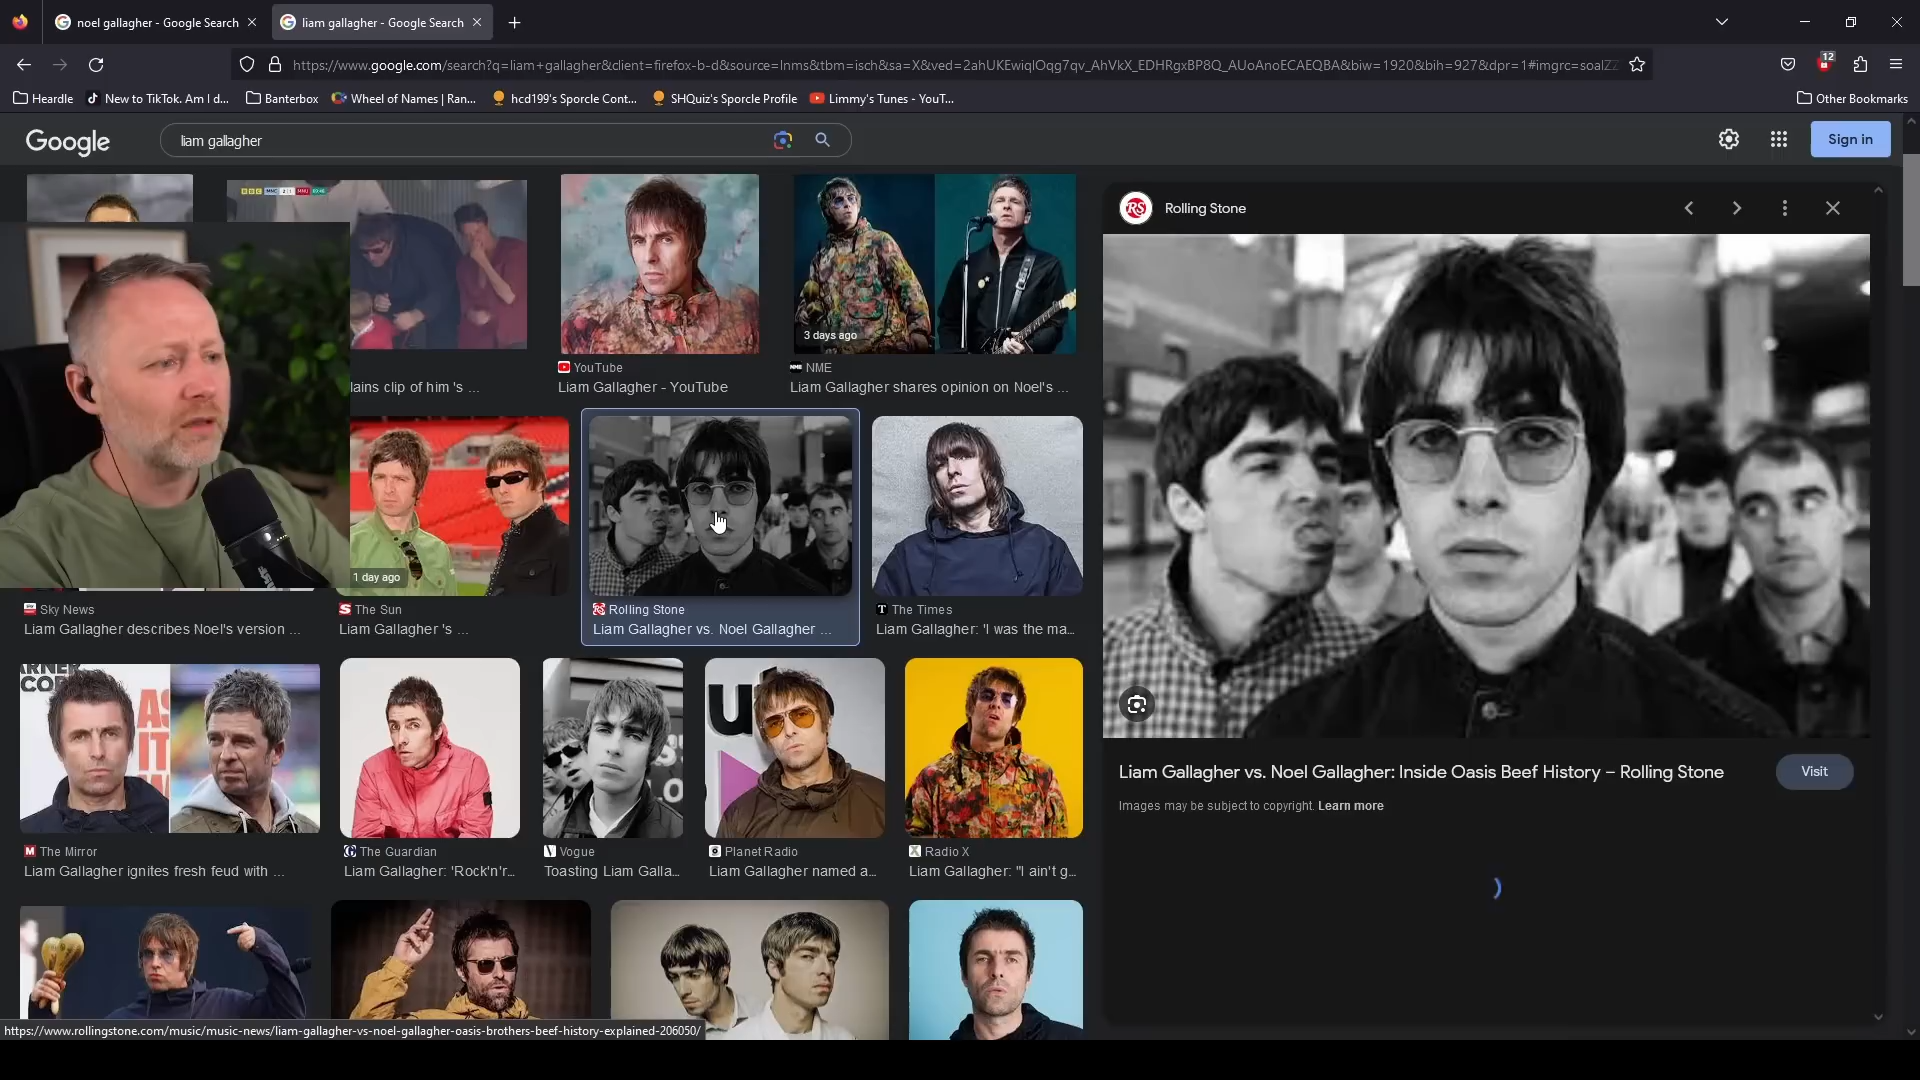 noel gallagher - Google Search
liam gallagher - Google Search
https://www.google.com/search?q=liam+gallagher&client=firefox-b-d&source=lnms&tbm=isch&sa=X&ved=2ahUKEwiqlOqg7qv_AhVkX_EDHRgxBP8Q_AUoAnoECAEQBA&biw=1920&bih=927&dpr=1#imgrc=soalZZ
12
Heardle
New to TikTok. Am I d...
Banterbox
Wheel of Names | Ran...
hcd199's Sporcle Cont...
SHQuiz's Sporcle Profile
Limmy's Tunes - YouT...
Other Bookmarks
Google
liam gallagher
Sign in
BBC MNC 2 1 MNU
3 days ago
lains clip of him 's ...
YouTube
Liam Gallagher - YouTube
NME
Liam Gallagher shares opinion on Noel's ...
RS Rolling Stone
1 day ago
Sky News
Liam Gallagher describes Noel's version ...
The Sun
Liam Gallagher 's ...
Rolling Stone
Liam Gallagher vs. Noel Gallagher ...
The Times
Liam Gallagher: 'I was the ma...
The Mirror
Liam Gallagher ignites fresh feud with ...
The Guardian
Liam Gallagher: 'Rock'n'r...
Vogue
Toasting Liam Galla...
Planet Radio
Liam Gallagher named a...
Radio X
Liam Gallagher: "I ain't g...
Liam Gallagher vs. Noel Gallagher: Inside Oasis Beef History – Rolling Stone
Visit
Images may be subject to copyright. Learn more
https://www.rollingstone.com/music/music-news/liam-gallagher-vs-noel-gallagher-oasis-brothers-beef-history-explained-206050/